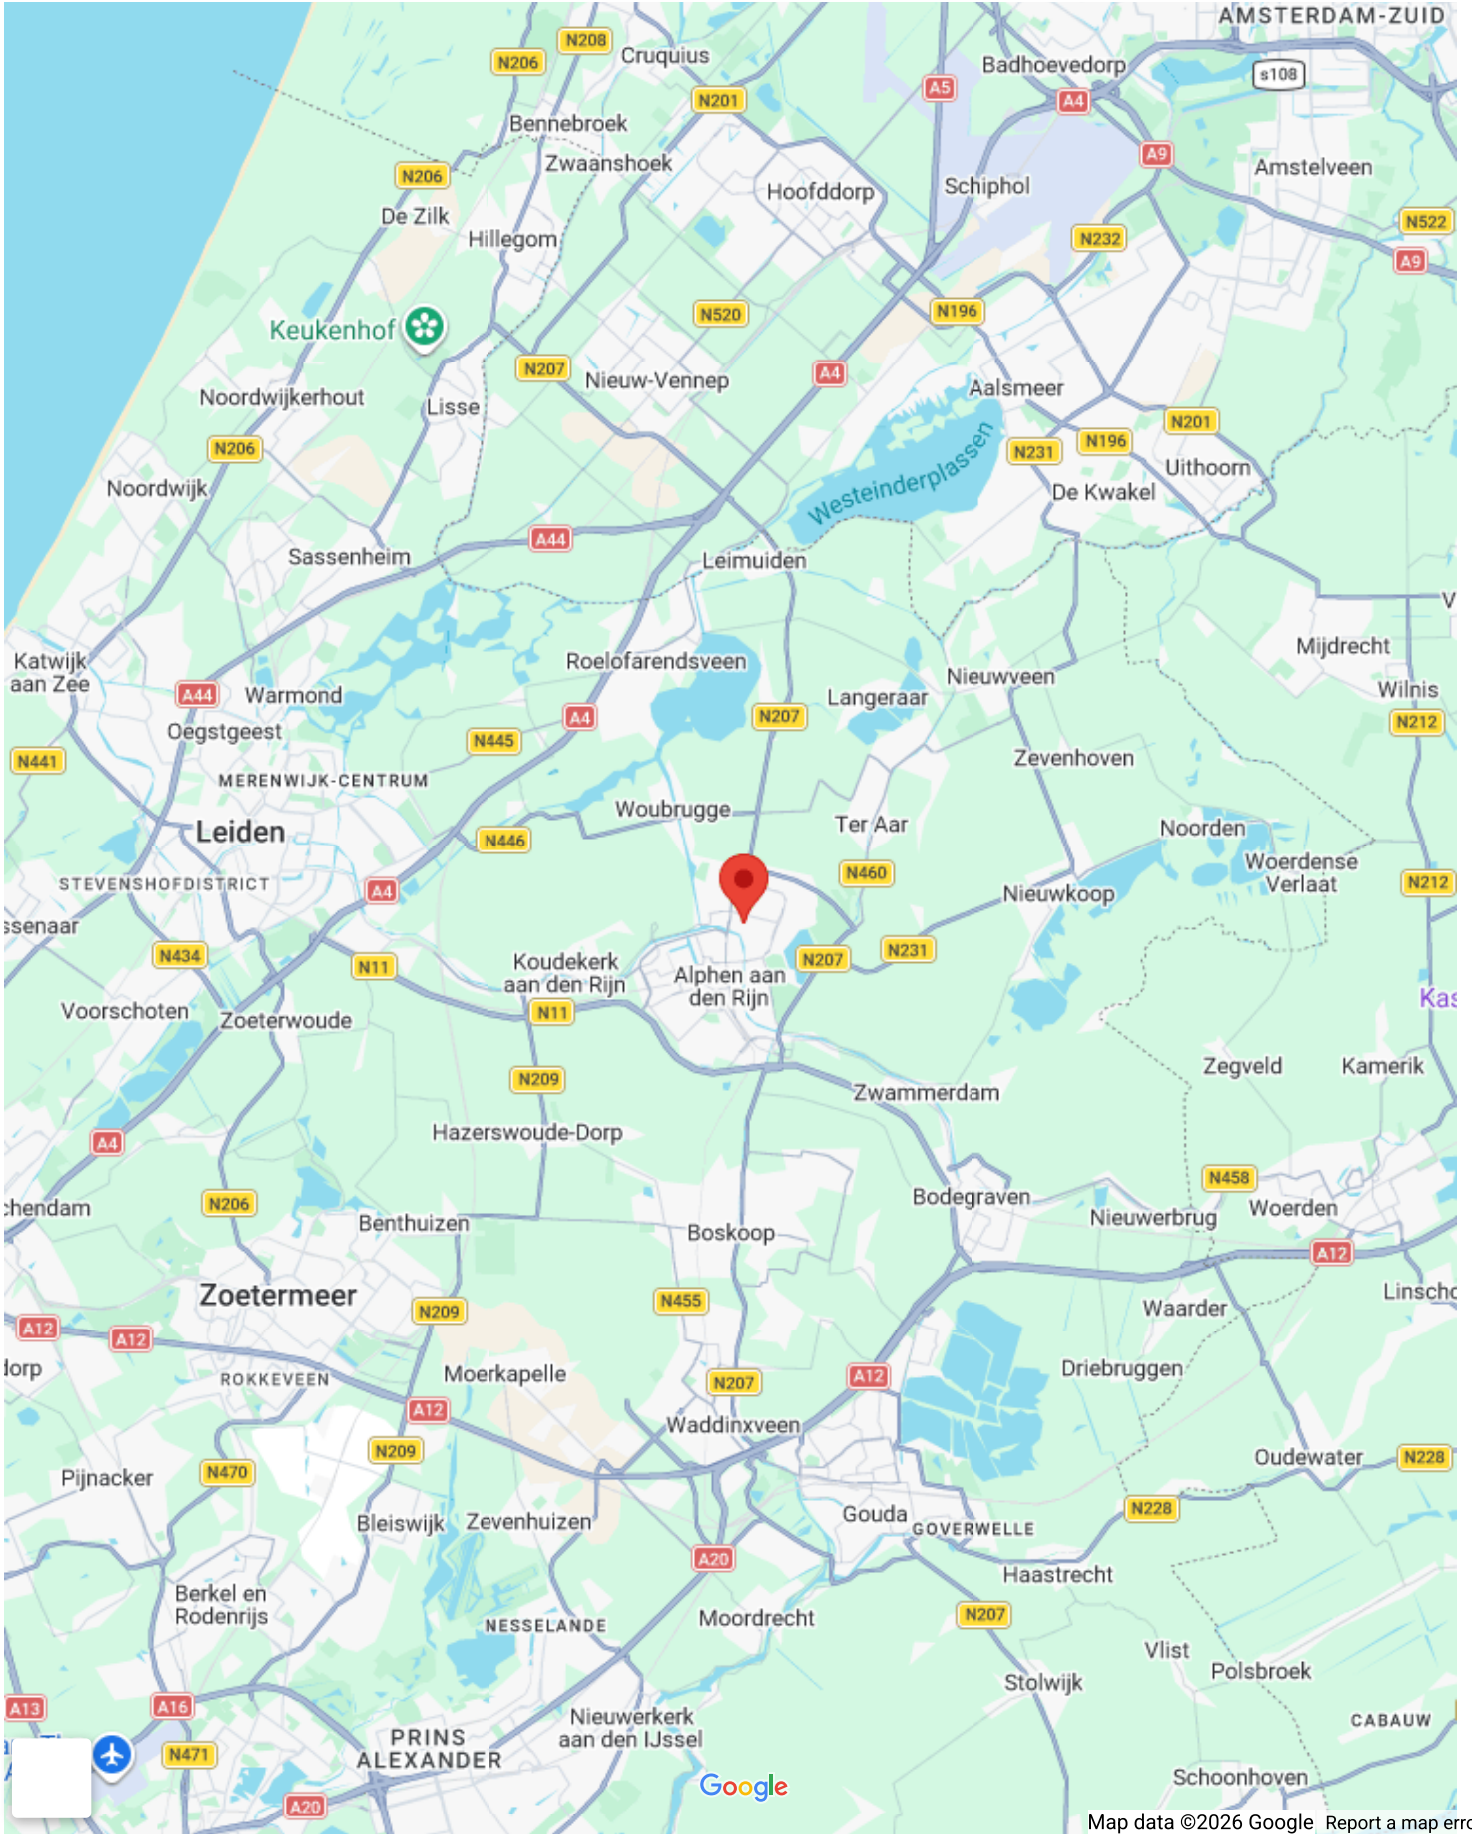 AMSTERDAM-ZUID
N208
Cruquius
N206
Badhoevedorp
s108
A5
N201
A4
Bennebroek
A9
Zwaanshoek
Amstelveen
N206
Hoofddorp
Schiphol
De Zilk
N522
Hillegom
N232
A9
N520
N196
Keukenhof
N207
Nieuw-Vennep
A4
Aalsmeer
Noordwijkerhout
Lisse
N201
N206
N231
N196
Westeinderplassen
Uithoorn
Noordwijk
De Kwakel
A44
Sassenheim
Leimuiden
V
Mijdrecht
Katwijk
aan Zee
Roelofarendsveen
Nieuwveen
A44
Warmond
Langeraar
Wilnis
A4
N207
N212
Oegstgeest
N445
N441
Zevenhoven
MERENWIJK-CENTRUM
Woubrugge
Leiden
Ter Aar
Noorden
N446
Woerdense
Verlaat
N460
STEVENSHOFDISTRICT
A4
Nieuwkoop
N212
ssenaar
N434
N11
Koudekerk
aan den Rijn
N207
N231
Alphen aan
den Rijn
Kas
Voorschoten
Zoeterwoude
N11
Zegveld
Kamerik
N209
Zwammerdam
Hazerswoude-Dorp
A4
N458
chendam
N206
Bodegraven
Woerden
Benthuizen
Nieuwerbrug
Boskoop
A12
Zoetermeer
N209
N455
Waarder
Linscho
A12
A12
dorp
ROKKEVEEN
Moerkapelle
N207
A12
Driebruggen
A12
Waddinxveen
N209
Oudewater
N228
Pijnacker
N470
Bleiswijk
Zevenhuizen
Gouda
GOVERWELLE
N228
A20
Haastrecht
Berkel en
Rodenrijs
NESSELANDE
Moordrecht
N207
Vlist
Polsbroek
Stolwijk
A13
A16
Nieuwerkerk
aan den IJssel
CABAUW
PRINS
ALEXANDER
N471
Google
Schoonhoven
A20
Map data ©2026 Google
Report a map erro